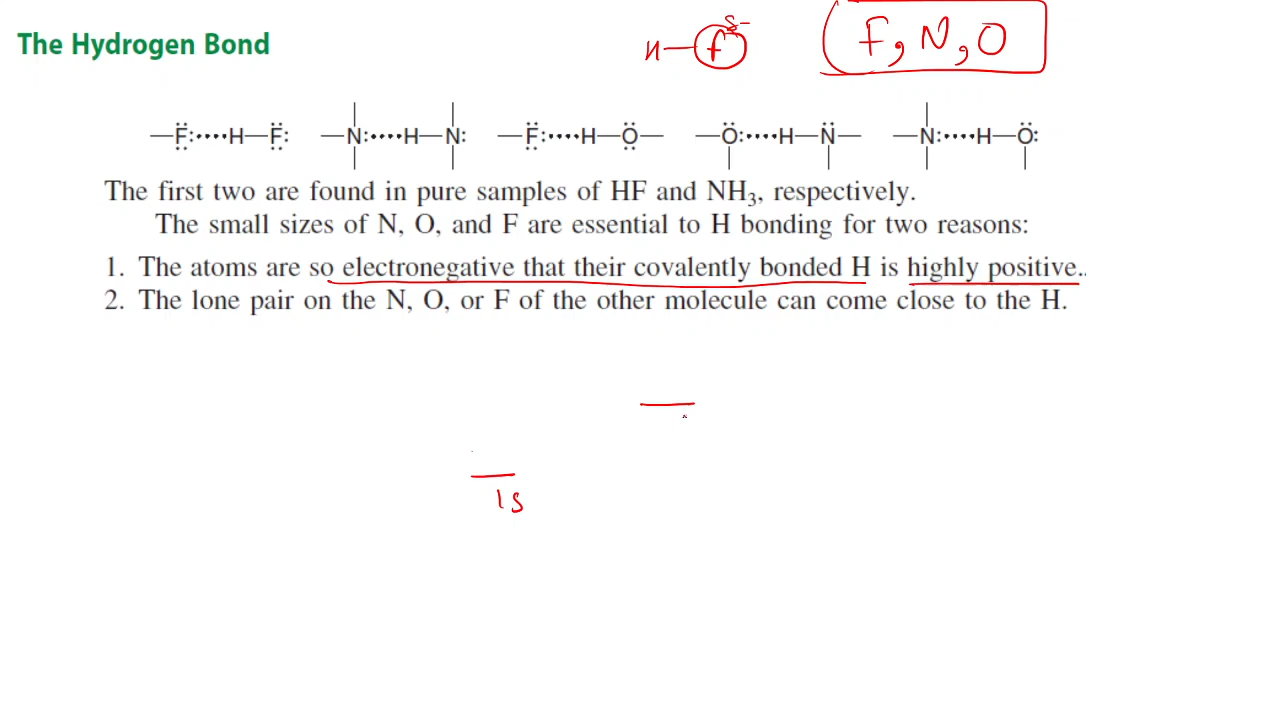 The Hydrogen Bond
H—F δ−
F, N, O
—F̈:····H—F̈: —N:····H—N: —F̈:····H—Ö— —Ö:····H—N̈— —N:····H—Ö:
The first two are found in pure samples of HF and NH₃, respectively.
The small sizes of N, O, and F are essential to H bonding for two reasons:
1. The atoms are so electronegative that their covalently bonded H is highly positive..
2. The lone pair on the N, O, or F of the other molecule can come close to the H.
1s